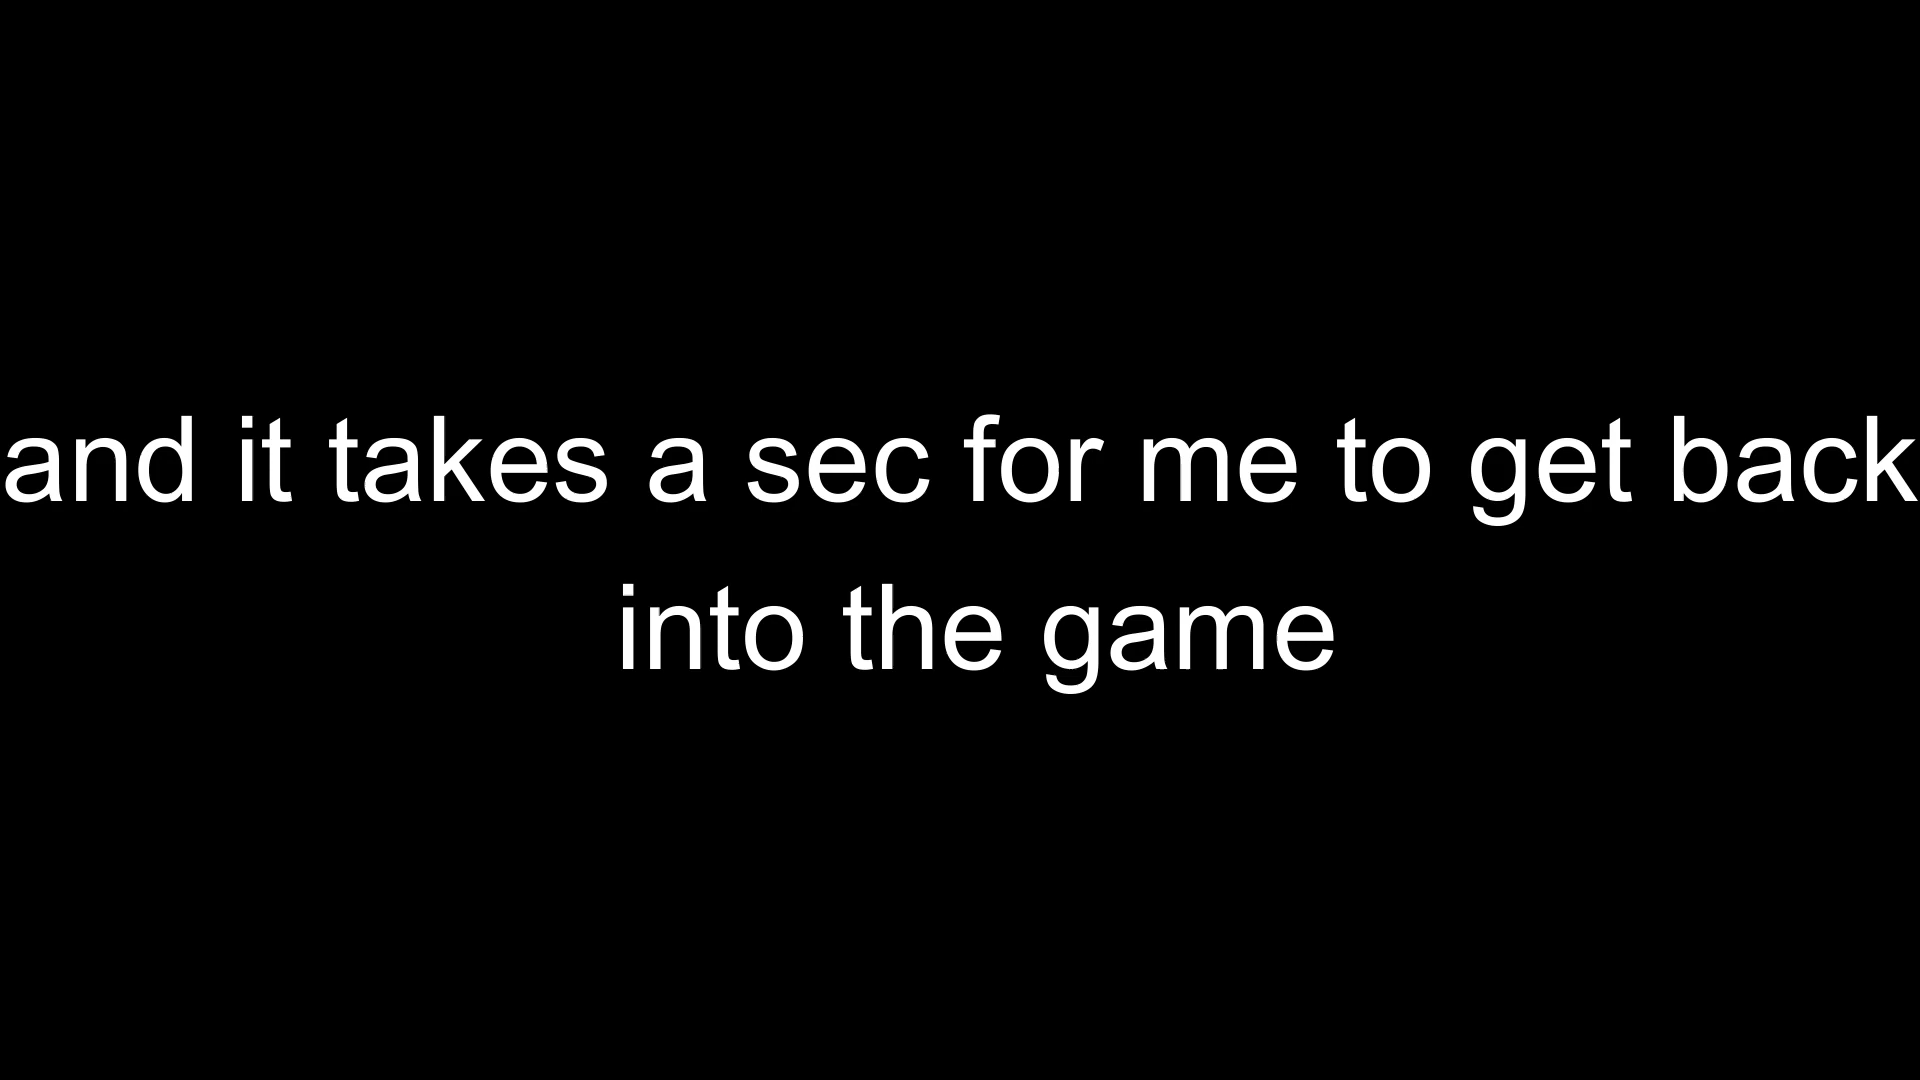 and it takes a sec for me to get back
into the game